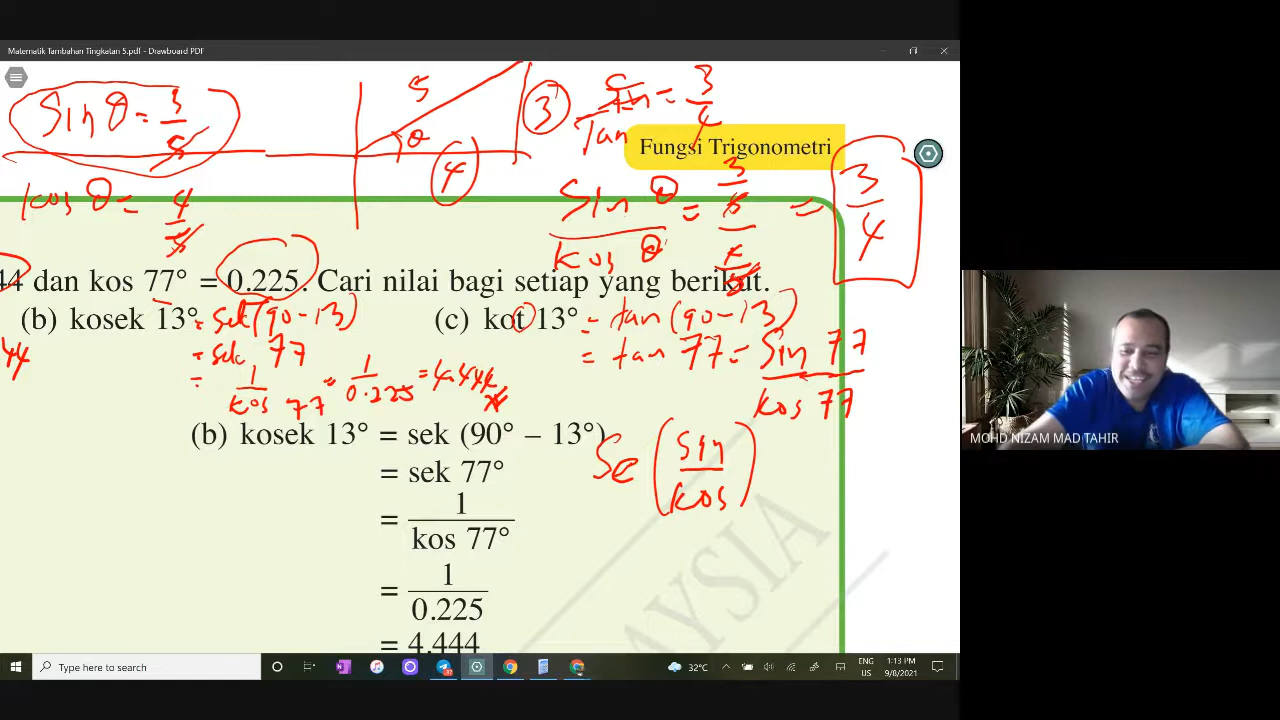 Matematik Tambahan Tingkatan 5.pdf - Drawboard PDF
Sin θ = 3/5
5
3
θ
4
Tan = 3/4
Fungsi Trigonometri
kos θ = 4/5
Sin θ / kos θ = 3/5 / 4/5 = 3/4
44 dan kos 77° = 0.225. Cari nilai bagi setiap yang berikut.
(b) kosek 13° = sek (90 - 13)
= sek 77
= 1/kos 77 = 1/0.225 = 4.444
(c) kot 13° = tan (90 - 13)
= tan 77 = Sin 77 / kos 77
44
(b) kosek 13° = sek (90° – 13°)
= sek 77°
= 1/kos 77°
= 1/0.225
= 4.444
Se (sin/kos)
AYSIA
MOHD NIZAM MAD TAHIR
Type here to search
32°C
ENG
US
1:13 PM
9/8/2021